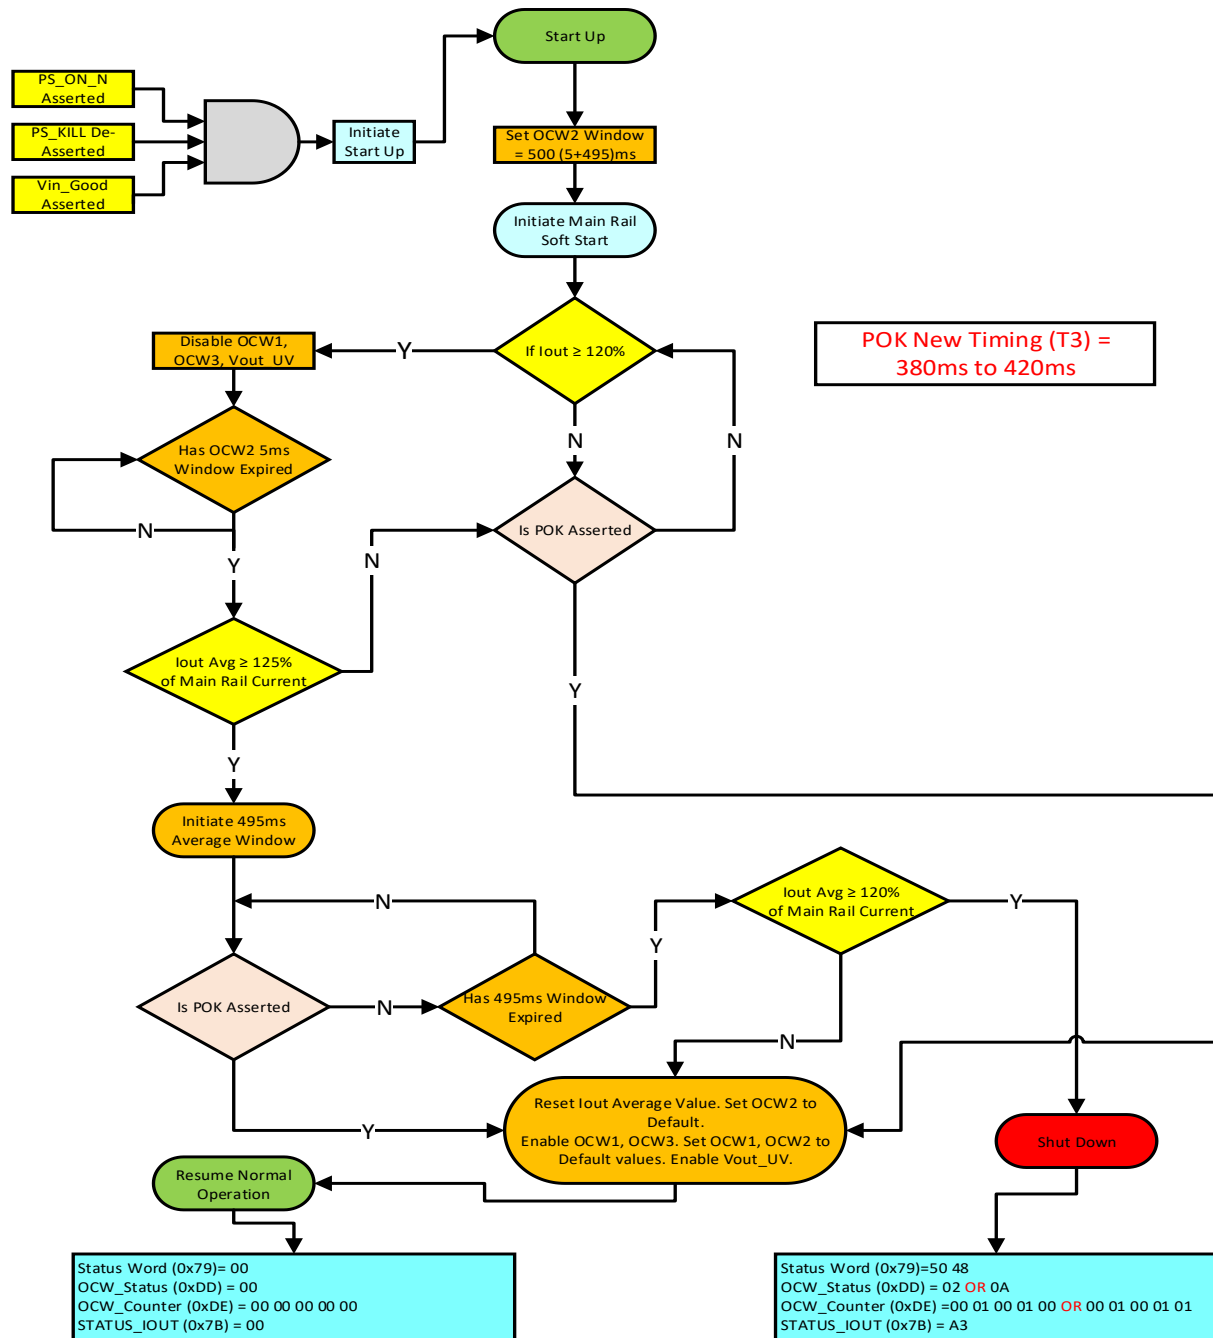 Start Up
PS_ON_N
Asserted
PS_KILL De-
Asserted
Vin_Good
Asserted
Initiate
Start Up
Set OCW2 Window
= 500 (5+495)ms
Initiate Main Rail
Soft Start
If Iout ≥ 120%
Y
N
N
Disable OCW1,
OCW3, Vout_UV
POK New Timing (T3) =
380ms to 420ms
Has OCW2 5ms
Window Expired
N
Y
Is POK Asserted
N
Y
Iout Avg ≥ 125%
of Main Rail Current
Y
Initiate 495ms
Average Window
N
Iout Avg ≥ 120%
of Main Rail Current
Y
Y
Is POK Asserted
N
Has 495ms Window
Expired
N
Y
Reset Iout Average Value. Set OCW2 to
Default.
Enable OCW1, OCW3. Set OCW1, OCW2 to
Default values. Enable Vout_UV.
Shut Down
Resume Normal
Operation
Status Word (0x79)= 00
OCW_Status (0xDD) = 00
OCW_Counter (0xDE) = 00 00 00 00 00
STATUS_IOUT (0x7B) = 00
Status Word (0x79)=50 48
OCW_Status (0xDD) = 02 OR 0A
OCW_Counter (0xDE) =00 01 00 01 00 OR 00 01 00 01 01
STATUS_IOUT (0x7B) = A3